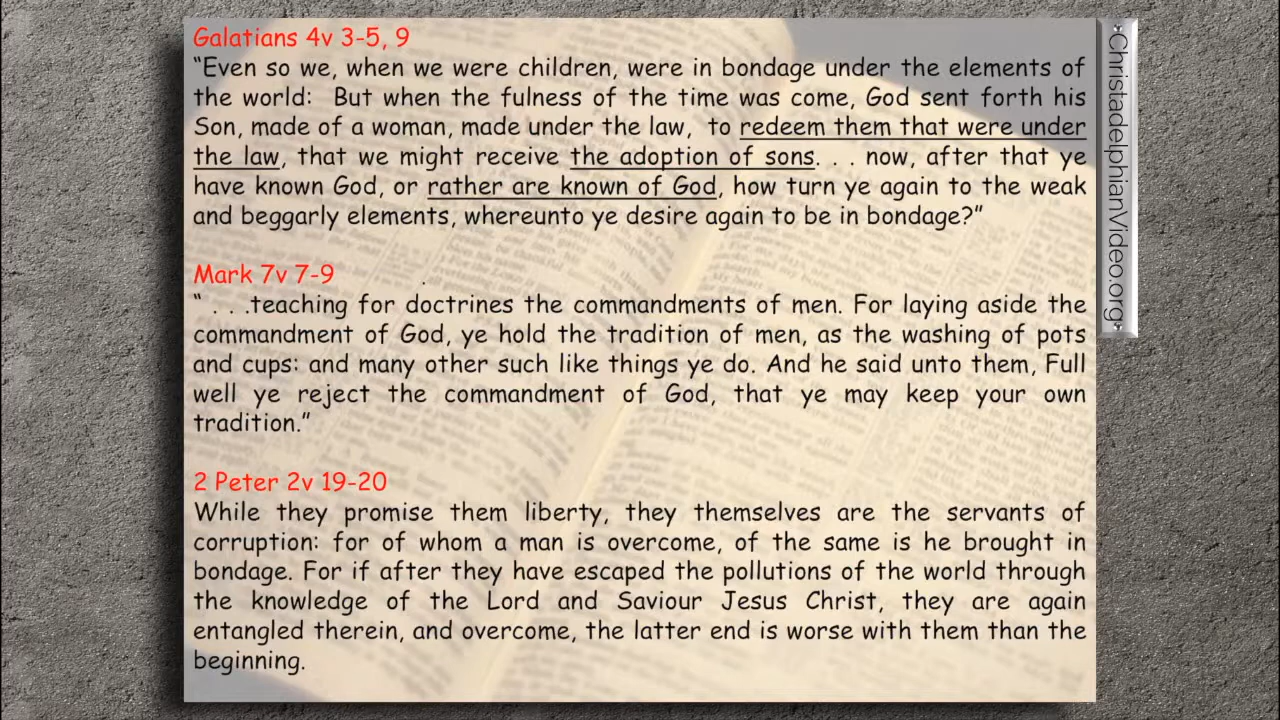 Galatians 4v 3-5, 9
“Even so we, when we were children, were in bondage under the elements of
the world: But when the fulness of the time was come, God sent forth his
Son, made of a woman, made under the law, to redeem them that were under
the law, that we might receive the adoption of sons. . . now, after that ye
have known God, or rather are known of God, how turn ye again to the weak
and beggarly elements, whereunto ye desire again to be in bondage?”
Mark 7v 7-9
“ . . .teaching for doctrines the commandments of men. For laying aside the
commandment of God, ye hold the tradition of men, as the washing of pots
and cups: and many other such like things ye do. And he said unto them, Full
well ye reject the commandment of God, that ye may keep your own
tradition.”
2 Peter 2v 19-20
While they promise them liberty, they themselves are the servants of
corruption: for of whom a man is overcome, of the same is he brought in
bondage. For if after they have escaped the pollutions of the world through
the knowledge of the Lord and Saviour Jesus Christ, they are again
entangled therein, and overcome, the latter end is worse with them than the
beginning.
ChristadelphianVideo.org